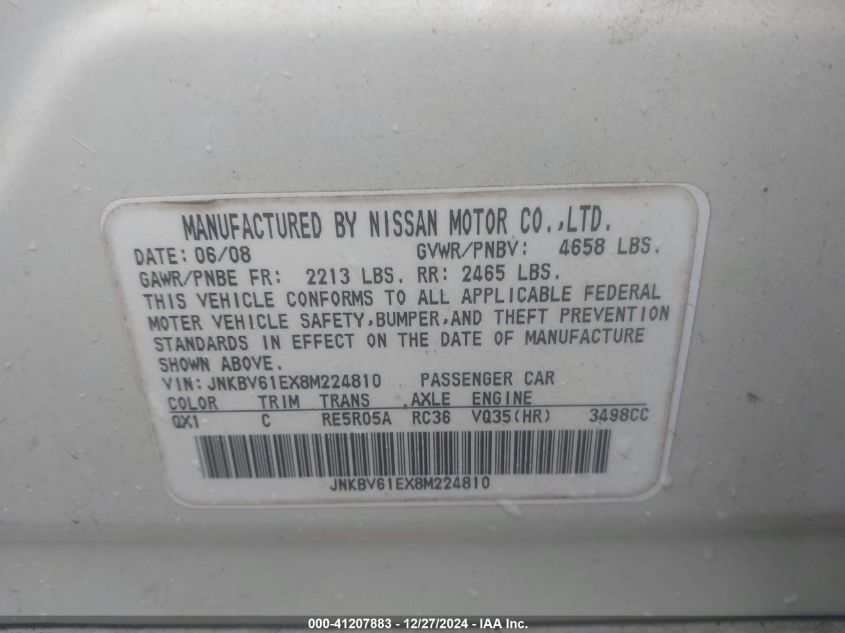 MANUFACTURED BY NISSAN MOTOR CO.,LTD.
DATE: 06/08 GVWR/PNBV: 4658 LBS.
GAWR/PNBE FR: 2213 LBS. RR: 2465 LBS.
THIS VEHICLE CONFORMS TO ALL APPLICABLE FEDERAL
MOTER VEHICLE SAFETY,BUMPER,AND THEFT PREVENTION
STANDARDS IN EFFECT ON THE DATE OF MANUFACTURE
SHOWN ABOVE.
VIN: JNKBV61EX8M224810 PASSENGER CAR
COLOR TRIM TRANS AXLE ENGINE
QX1 C RE5R05A RC36 VQ35(HR) 3498CC
JNKBV61EX8M224810
000-41207883 - 12/27/2024 - IAA Inc.